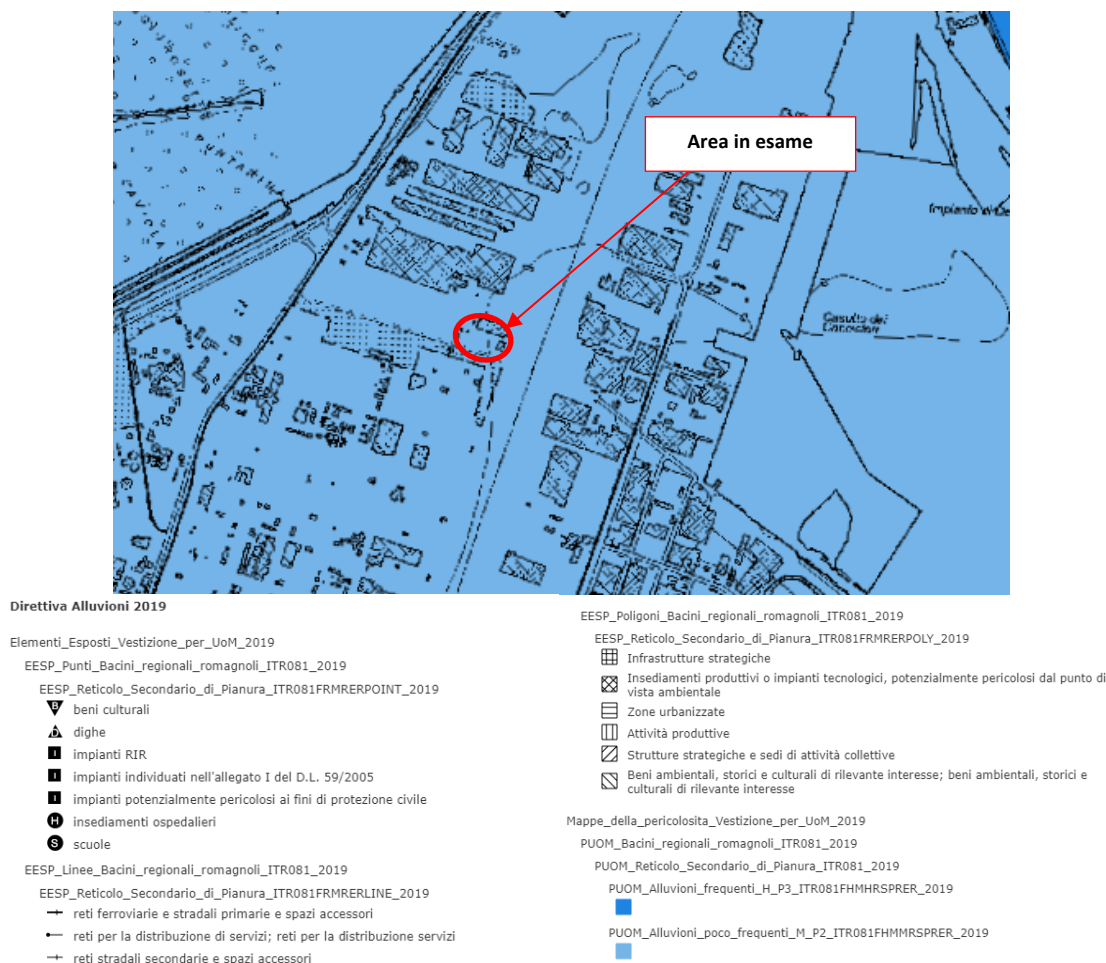 Area in esame
Impianto di De
Casulto dei
Direttiva Alluvioni 2019
Elementi_Esposti_Vestizione_per_UoM_2019
EESP_Punti_Bacini_regionali_romagnoli_ITR081_2019
EESP_Reticolo_Secondario_di_Pianura_ITR081FRMRERPOINT_2019
B beni culturali
D dighe
I impianti RIR
I impianti individuati nell'allegato I del D.L. 59/2005
I impianti potenzialmente pericolosi ai fini di protezione civile
H insediamenti ospedalieri
S scuole
EESP_Linee_Bacini_regionali_romagnoli_ITR081_2019
EESP_Reticolo_Secondario_di_Pianura_ITR081FRMRERLINE_2019
reti ferroviarie e stradali primarie e spazi accessori
reti per la distribuzione di servizi; reti per la distribuzione servizi
reti stradali secondarie e spazi accessori
EESP_Poligoni_Bacini_regionali_romagnoli_ITR081_2019
EESP_Reticolo_Secondario_di_Pianura_ITR081FRMRERPOLY_2019
Infrastrutture strategiche
Insediamenti produttivi o impianti tecnologici, potenzialmente pericolosi dal punto di
vista ambientale
Zone urbanizzate
Attività produttive
Strutture strategiche e sedi di attività collettive
Beni ambientali, storici e culturali di rilevante interesse; beni ambientali, storici e
culturali di rilevante interesse
Mappe_della_pericolosita_Vestizione_per_UoM_2019
PUOM_Bacini_regionali_romagnoli_ITR081_2019
PUOM_Reticolo_Secondario_di_Pianura_ITR081_2019
PUOM_Alluvioni_frequenti_H_P3_ITR081FHMHRSPRER_2019
PUOM_Alluvioni_poco_frequenti_M_P2_ITR081FHMMRSPRER_2019